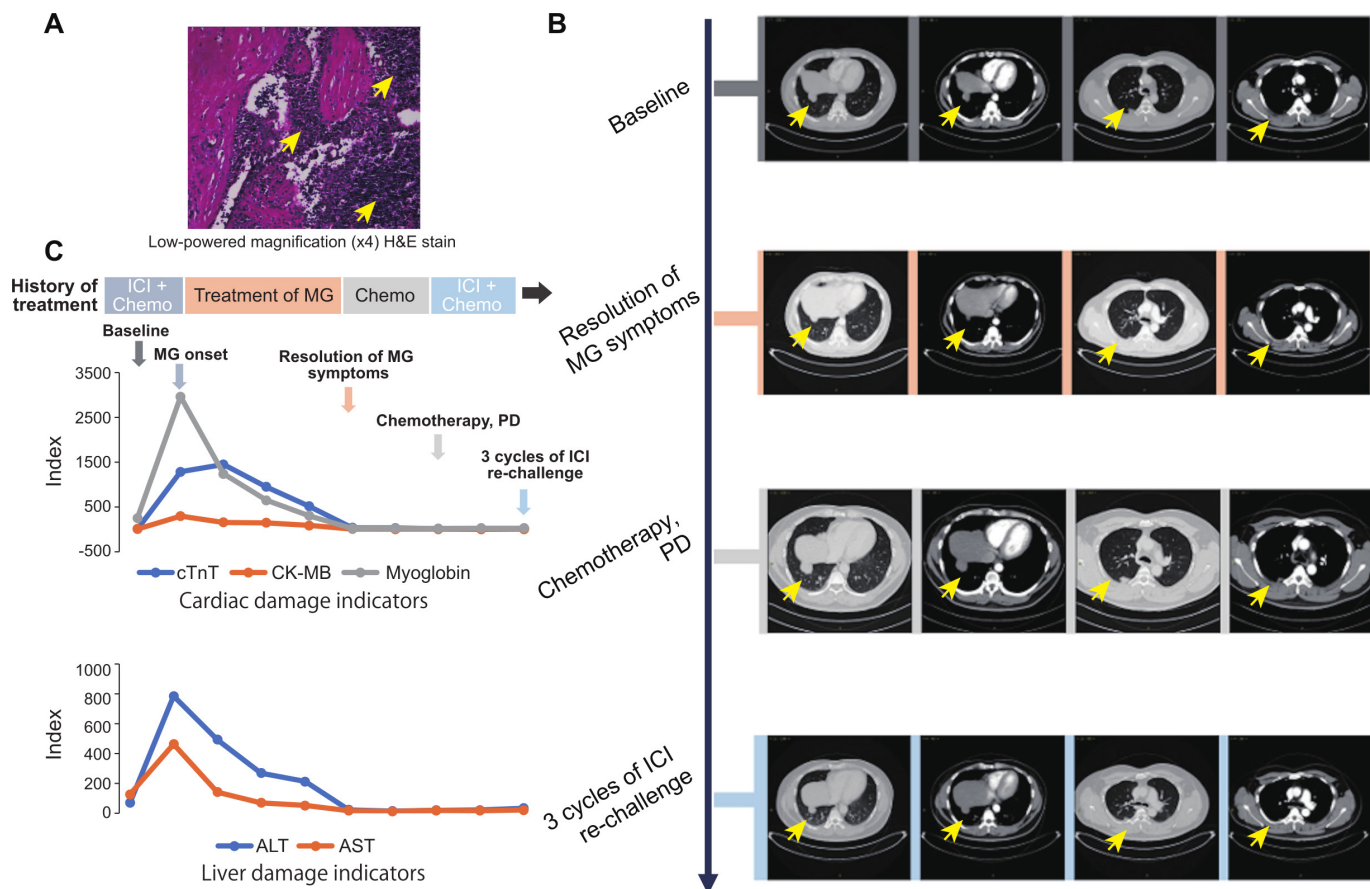 A
Low-powered magnification (x4) H&E stain
B
Baseline
Resolution of
MG symptoms
Chemotherapy,
PD
3 cycles of ICI
re-challenge
C
History of
treatment
ICI +
Chemo
Treatment of MG
Chemo
ICI +
Chemo
Baseline
MG onset
Resolution of MG
symptoms
Chemotherapy, PD
3 cycles of ICI
re-challenge
Index
3500
2500
1500
500
-500
cTnT CK-MB Myoglobin
Cardiac damage indicators
Index
1000
800
600
400
200
0
ALT AST
Liver damage indicators